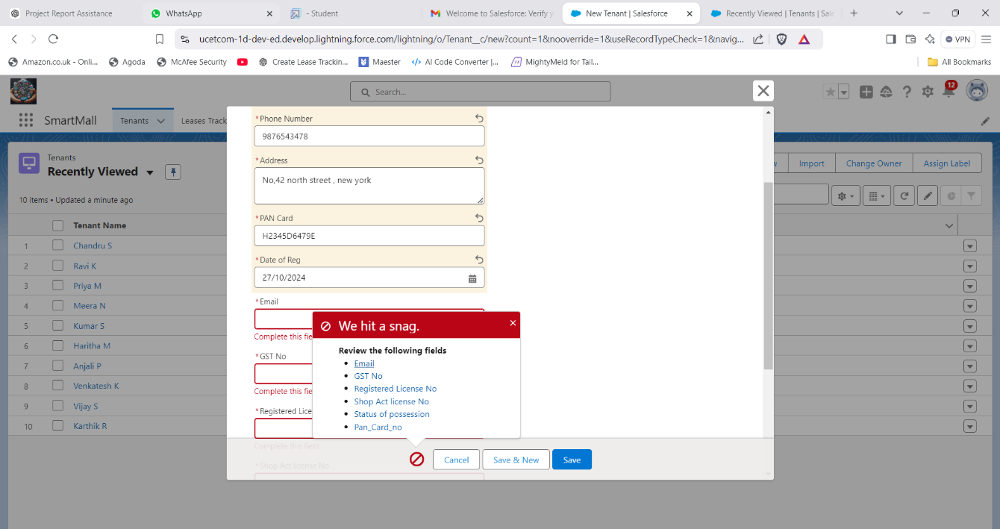 Project Report Assistance
WhatsApp
- Student
Welcome to Salesforce: Verify y
New Tenant | Salesforce
Recently Viewed | Tenants | Sale
ucetcom-1d-dev-ed.develop.lightning.force.com/lightning/o/Tenant__c/new?count=1&nooverride=1&useRecordTypeCheck=1&navig...
VPN
Amazon.co.uk - Onli...
Agoda
McAfee Security
Create Lease Trackin...
Maester
AI Code Converter |...
MightyMeld for Tail...
All Bookmarks
Search...
12
SmartMall
Tenants
Leases Track
Tenants
Recently Viewed
Import
Change Owner
Assign Label
10 items • Updated a minute ago
Tenant Name
1 Chandru S
2 Ravi K
3 Priya M
4 Meera N
5 Kumar S
6 Haritha M
7 Anjali P
8 Venkatesh K
9 Vijay S
10 Karthik R
*Phone Number
9876543478
*Address
No,42 north street , new york
*PAN Card
H2345D6479E
*Date of Reg
27/10/2024
*Email
Complete this fie
*GST No
Complete this fie
*Registered Lice
Complete this field.
*Shop Act license No
We hit a snag.
Review the following fields
• Email
• GST No
• Registered License No
• Shop Act license No
• Status of possession
• Pan_Card_no
Cancel
Save & New
Save